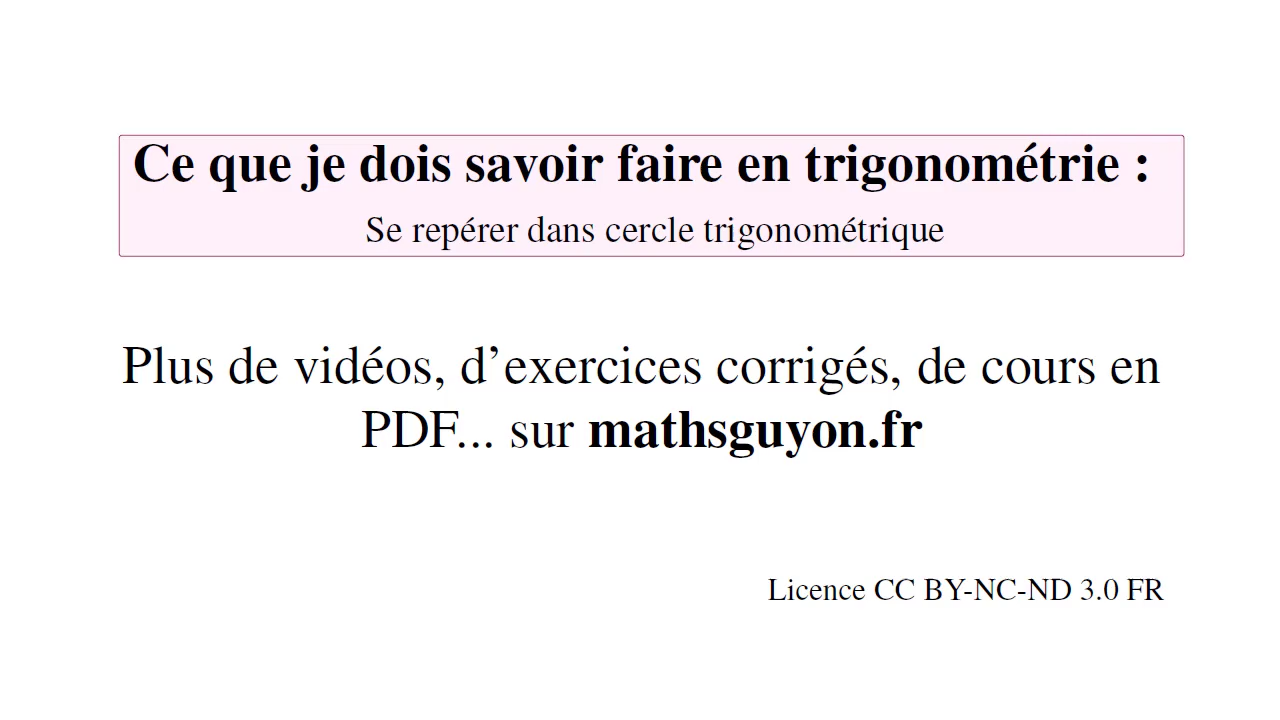 Ce que je dois savoir faire en trigonométrie :
Se repérer dans cercle trigonométrique
Plus de vidéos, d’exercices corrigés, de cours en
PDF... sur mathsguyon.fr
Licence CC BY-NC-ND 3.0 FR